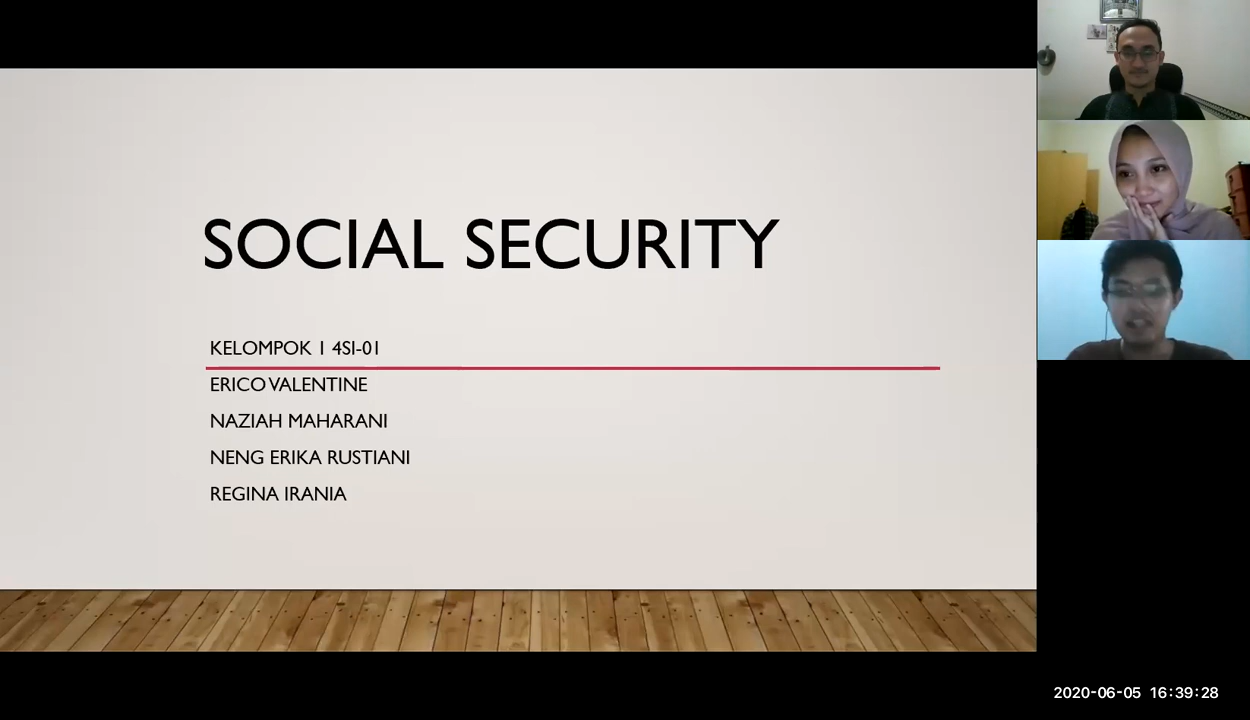 SOCIAL SECURITY
KELOMPOK 1 4SI-01
ERICO VALENTINE
NAZIAH MAHARANI
NENG ERIKA RUSTIANI
REGINA IRANIA
2020-06-05 16:39:28